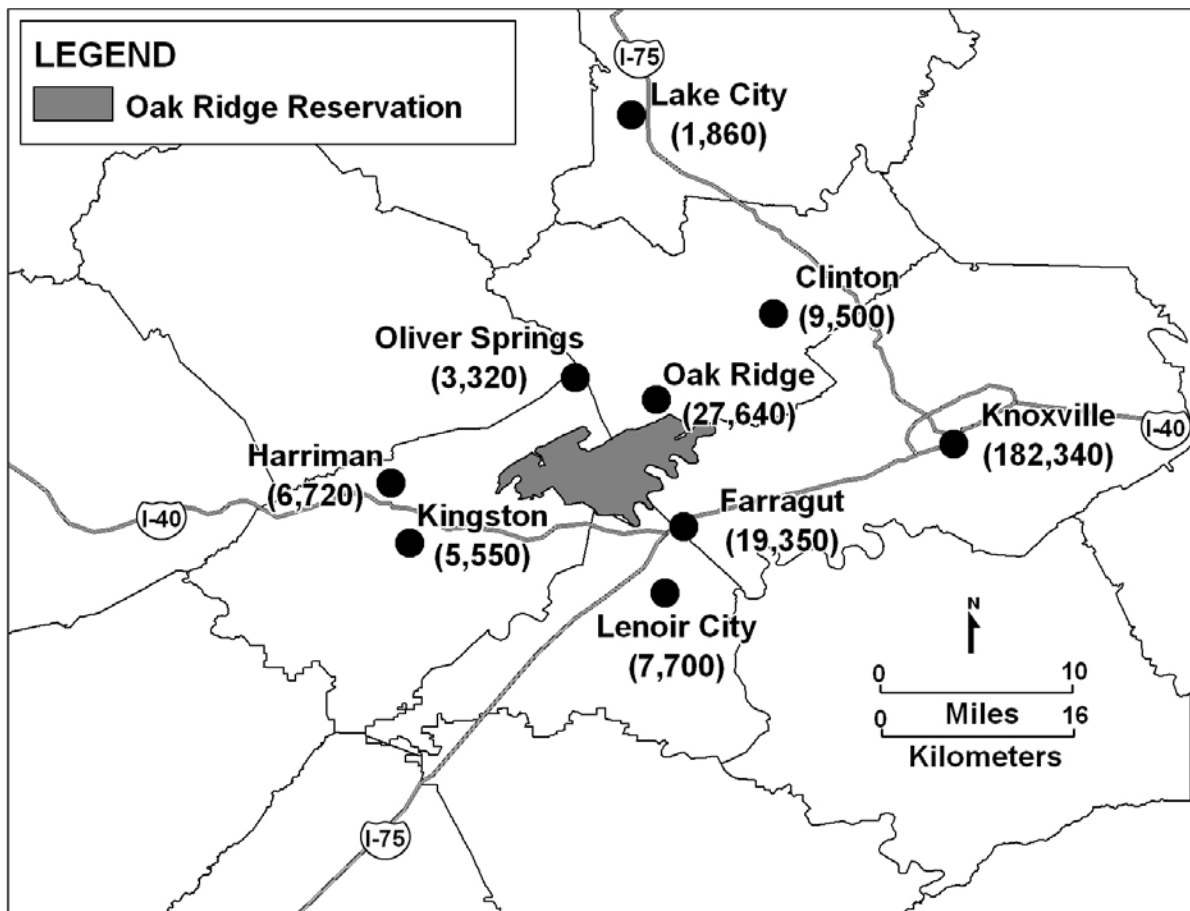 LEGEND
Oak Ridge Reservation
I-75
Lake City
(1,860)
Clinton
(9,500)
Oliver Springs
(3,320)
Oak Ridge
(27,640)
Knoxville
(182,340)
I-40
Harriman
(6,720)
I-40
Kingston
(5,550)
Farragut
(19,350)
Lenoir City
(7,700)
N
0 10
Miles
0 16
Kilometers
I-75